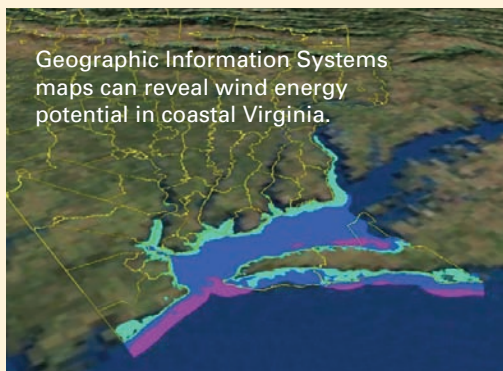 Geographic Information Systems
maps can reveal wind energy
potential in coastal Virginia.